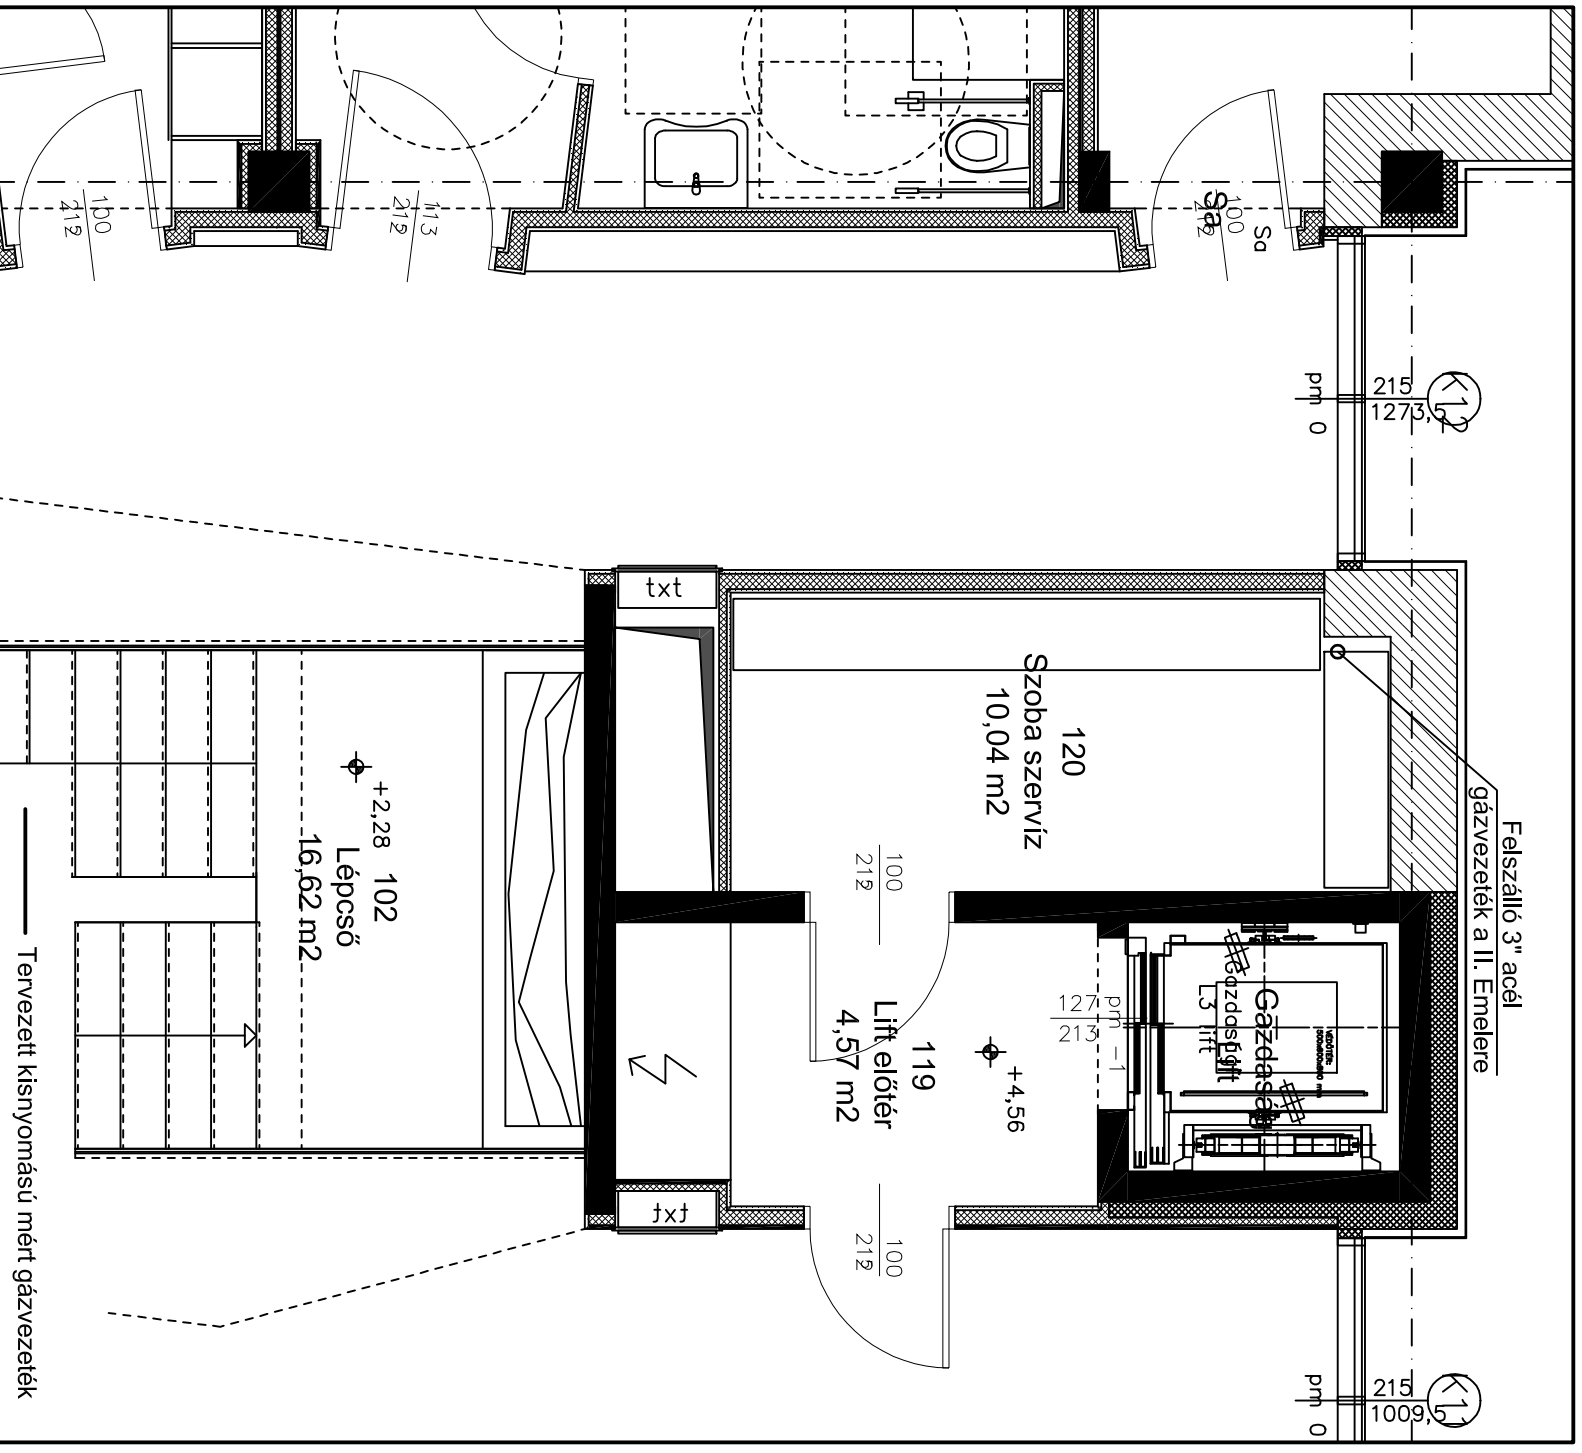 100
212
113
212
100
212
Sa
Sa
K12
215
1273,5
pm 0
txt
120
Szoba szervíz
10,04 m2
Felszálló 3" acél
gázvezeték a II. Emelere
+2,28
102
Lépcső
16,62 m2
100
212
119
Lift előtér
4,57 m2
+4,56
127
213
pm -1
Gazdasági
L3 lift
txt
100
212
K11
215
1009,5
pm 0
Tervezett kisnyomású mért gázvezeték